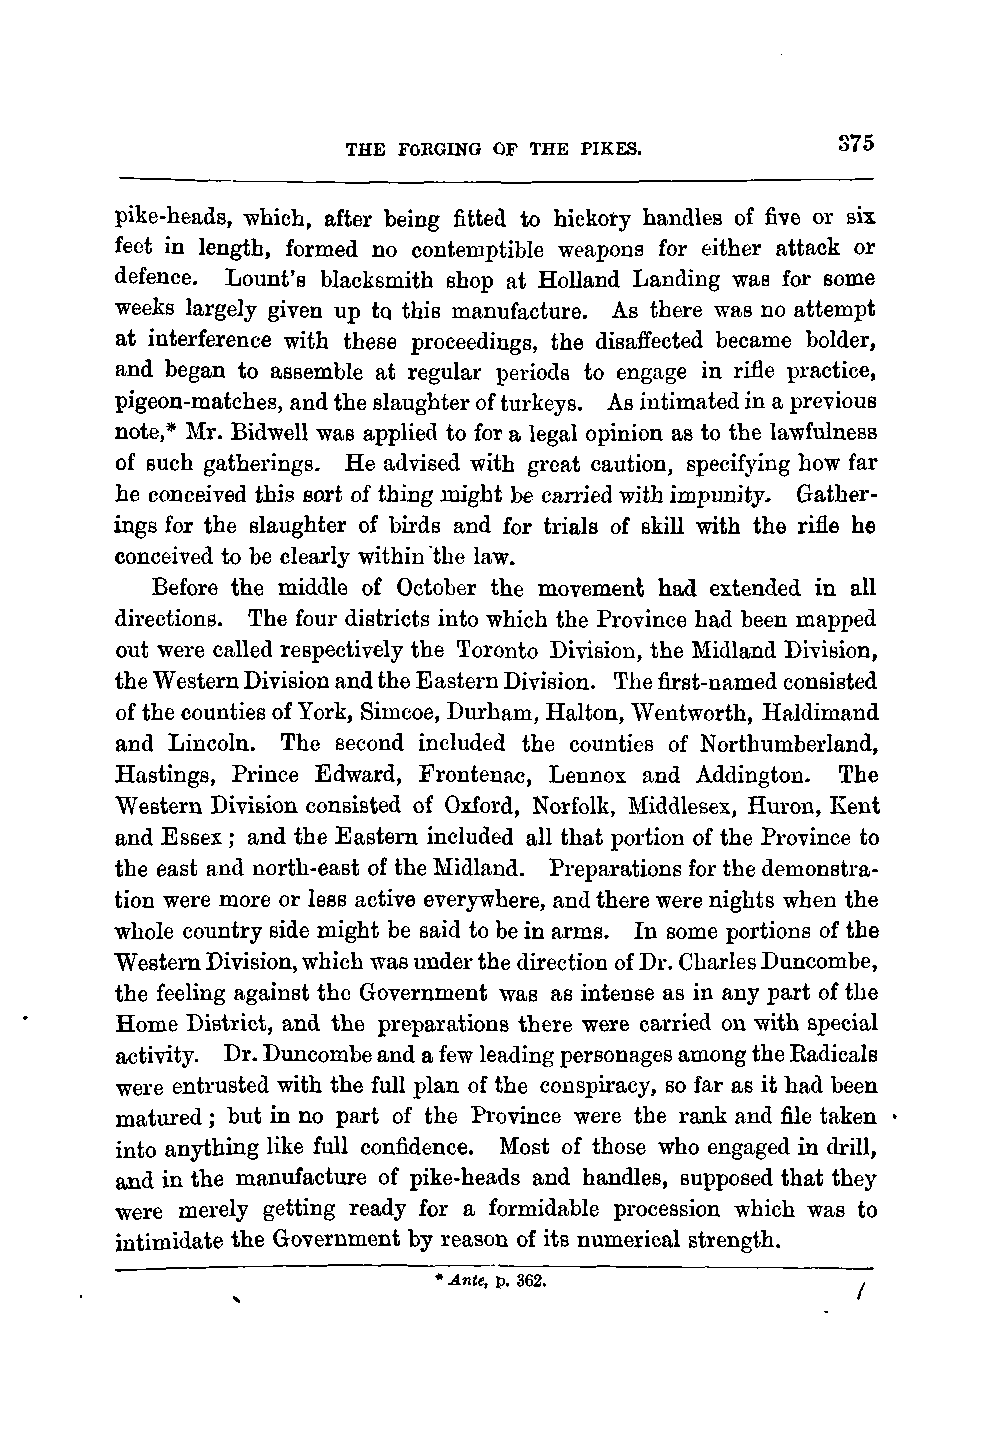 THE FORGING OF THE PIKES.
375
pike-heads, which, after being fitted to hickory handles of five or six
feet in length, formed no contemptible weapons for either attack or
defence. Lount's blacksmith shop at Holland Landing was for some
weeks largely given up to this manufacture. As there was no attempt
at interference with these proceedings, the disaffected became bolder,
and began to assemble at regular periods to engage in rifle practice,
pigeon-matches, and the slaughter of turkeys. As intimated in a previous
note,* Mr. Bidwell was applied to for a legal opinion as to the lawfulness
of such gatherings. He advised with great caution, specifying how far
he conceived this sort of thing might be carried with impunity. Gather-
ings for the slaughter of birds and for trials of skill with the rifle he
conceived to be clearly within the law.
Before the middle of October the movement had extended in all
directions. The four districts into which the Province had been mapped
out were called respectively the Toronto Division, the Midland Division,
the Western Division and the Eastern Division. The first-named consisted
of the counties of York, Simcoe, Durham, Halton, Wentworth, Haldimand
and Lincoln. The second included the counties of Northumberland,
Hastings, Prince Edward, Frontenac, Lennox and Addington. The
Western Division consisted of Oxford, Norfolk, Middlesex, Huron, Kent
and Essex; and the Eastern included all that portion of the Province to
the east and north-east of the Midland. Preparations for the demonstra-
tion were more or less active everywhere, and there were nights when the
whole country side might be said to be in arms. In some portions of the
Western Division, which was under the direction of Dr. Charles Duncombe,
the feeling against the Government was as intense as in any part of the
Home District, and the preparations there were carried on with special
activity. Dr. Duncombe and a few leading personages among the Radicals
were entrusted with the full plan of the conspiracy, so far as it had been
matured; but in no part of the Province were the rank and file taken
into anything like full confidence. Most of those who engaged in drill,
and in the manufacture of pike-heads and handles, supposed that they
were merely getting ready for a formidable procession which was to
intimidate the Government by reason of its numerical strength.
* Ante, p. 362.